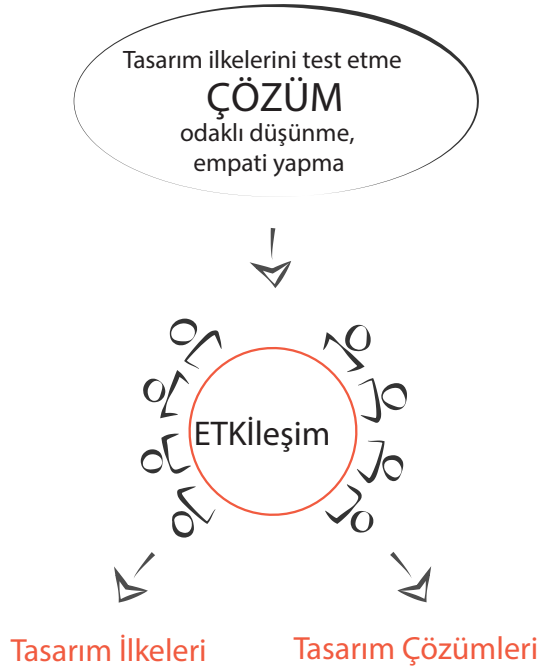 Tasarım ilkelerini test etme
ÇÖZÜM
odaklı düşünme,
empati yapma
ETKİleşim
Tasarım İlkeleri
Tasarım Çözümleri